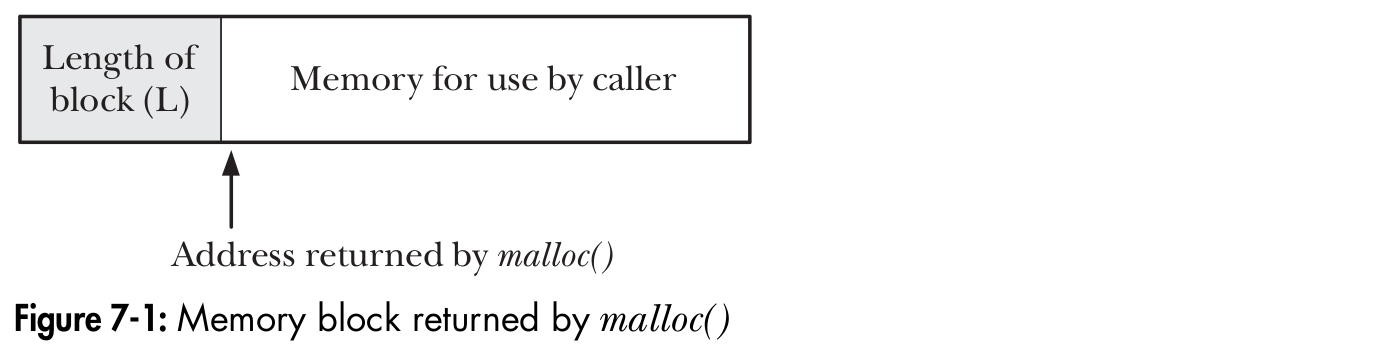 Length of
block (L)
Memory for use by caller
Address returned by malloc()
Figure 7-1: Memory block returned by malloc()